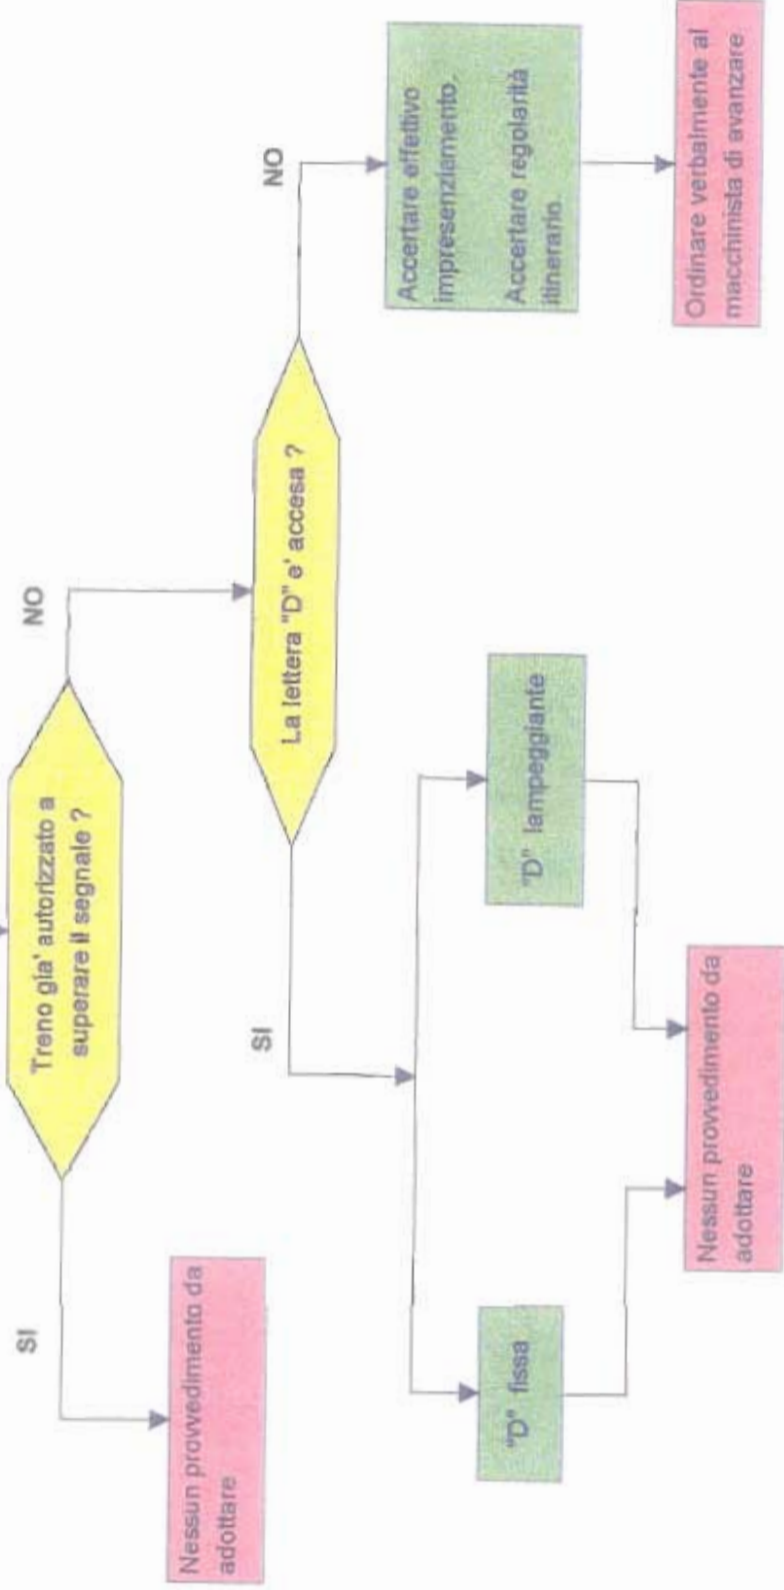 Treno gia' autorizzato a
superare il segnale ?
SI
NO
Nessun provvedimento da
adottare
La lettera "D" e' accesa ?
SI
NO
"D" fissa
"D" lampeggiante
Nessun provvedimento da
adottare
Accertare effettivo
impresenziamento.
Accertare regolarità
itinerario.
Ordinare verbalmente al
macchinista di avanzare